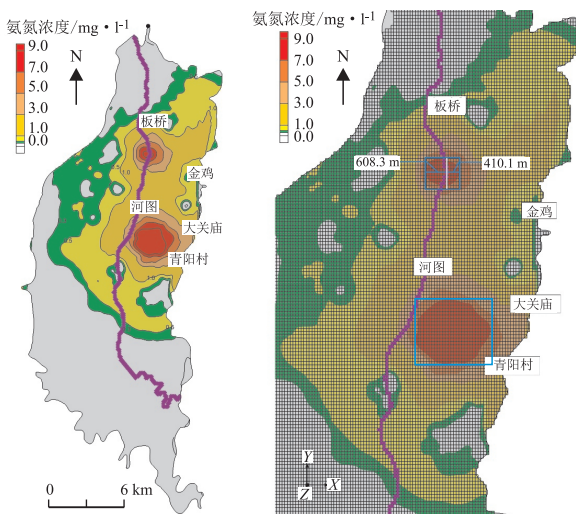 氨氮浓度/mg·l-1
9.0
7.0
5.0
3.0
1.0
0.0
N
板桥
金鸡
河图
大关庙
青阳村
0
6 km
氨氮浓度/mg·l-1
9.0
7.0
5.0
3.0
1.0
0.0
N
板桥
608.3 m
410.1 m
金鸡
河图
大关庙
青阳村
Y
Z
X